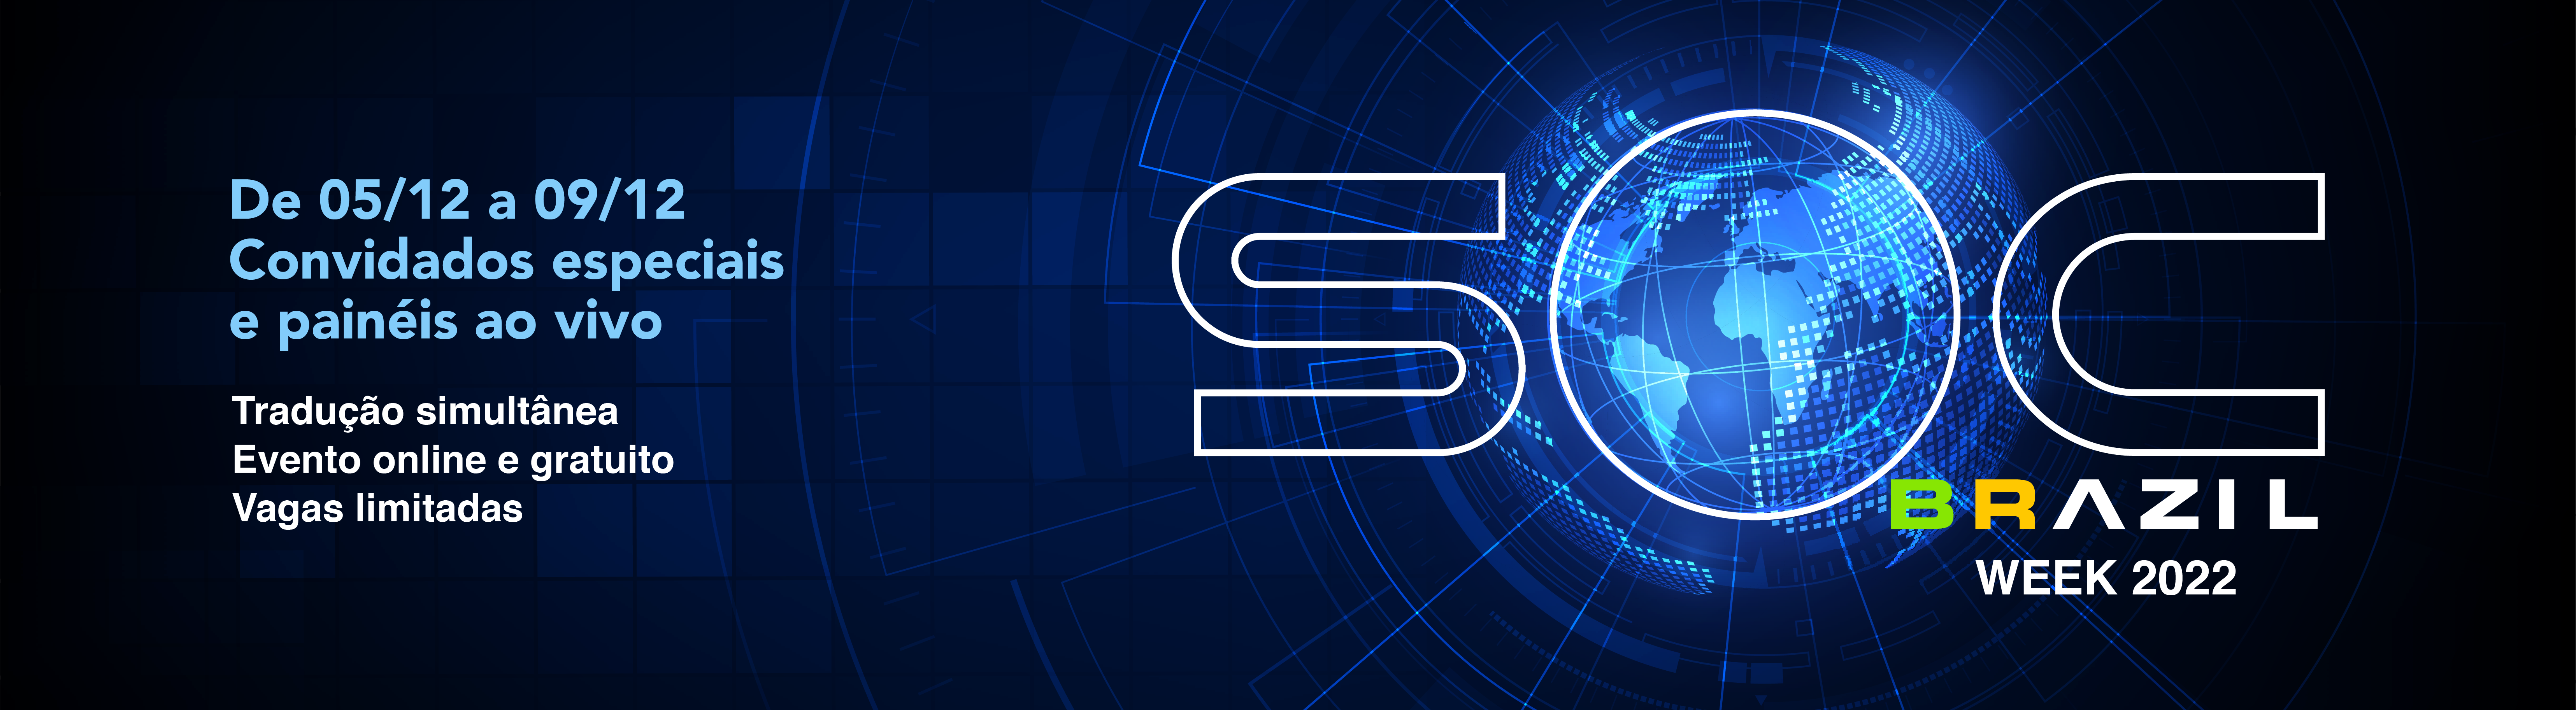 De 05/12 a 09/12
Convidados especiais
e painéis ao vivo
Tradução simultânea
Evento online e gratuito
Vagas limitadas
SOC
BRAZIL
WEEK 2022